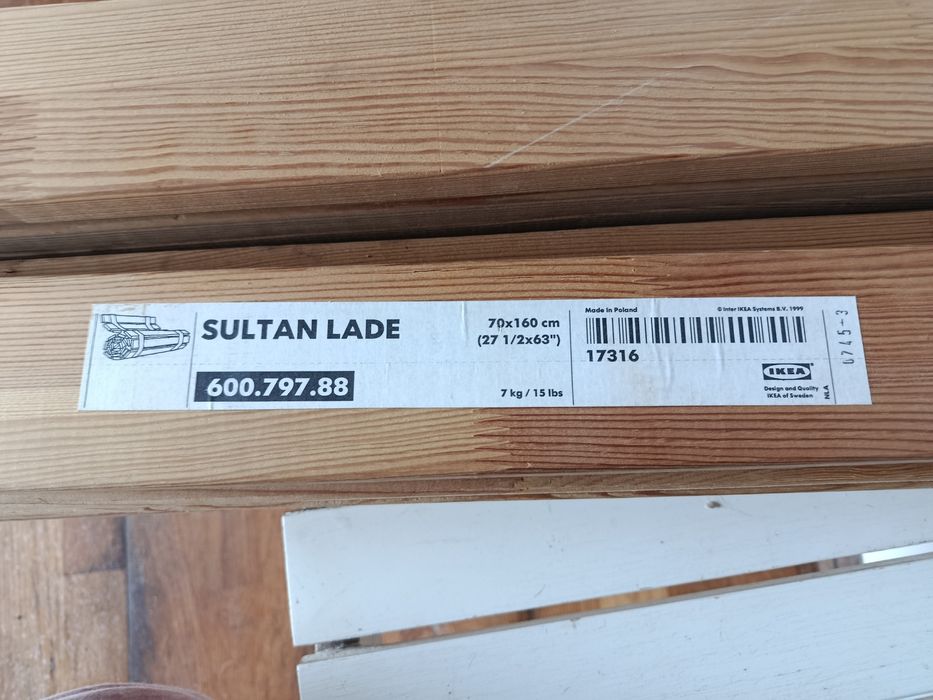 SULTAN LADE
600.797.88
70x160 cm
(27 1/2x63")
7 kg / 15 lbs
Made in Poland
© Inter IKEA Systems B.V. 1999
17316
IKEA
Design and Quality
IKEA of Sweden
NLA
0745-3